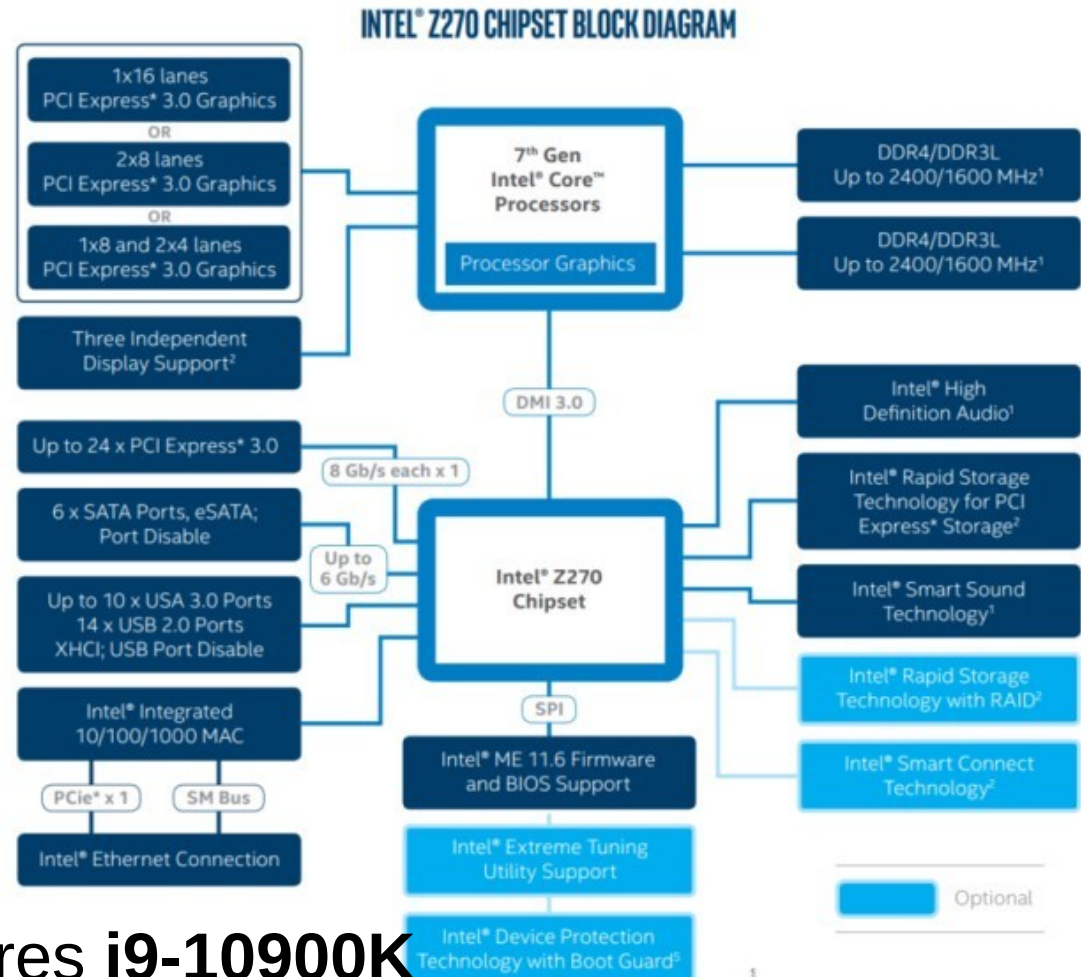 INTEL® Z270 CHIPSET BLOCK DIAGRAM
1x16 lanes
PCI Express* 3.0 Graphics
OR
2x8 lanes
PCI Express* 3.0 Graphics
OR
1x8 and 2x4 lanes
PCI Express* 3.0 Graphics
Three Independent
Display Support²
7th Gen
Intel® Core™
Processors
Processor Graphics
DDR4/DDR3L
Up to 2400/1600 MHz¹
DDR4/DDR3L
Up to 2400/1600 MHz¹
DMI 3.0
Up to 24 x PCI Express* 3.0
8 Gb/s each x 1
6 x SATA Ports, eSATA;
Port Disable
Up to
6 Gb/s
Up to 10 x USA 3.0 Ports
14 x USB 2.0 Ports
XHCI; USB Port Disable
Intel® Integrated
10/100/1000 MAC
PCie* x 1
SM Bus
Intel® Ethernet Connection
Intel® Z270
Chipset
Intel® High
Definition Audio¹
Intel® Rapid Storage
Technology for PCI
Express* Storage²
Intel® Smart Sound
Technology¹
Intel® Rapid Storage
Technology with RAID²
Intel® Smart Connect
Technology²
SPI
Intel® ME 11.6 Firmware
and BIOS Support
Intel® Extreme Tuning
Utility Support
Intel® Device Protection
Technology with Boot Guard⁵
Optional
res i9-10900K
1